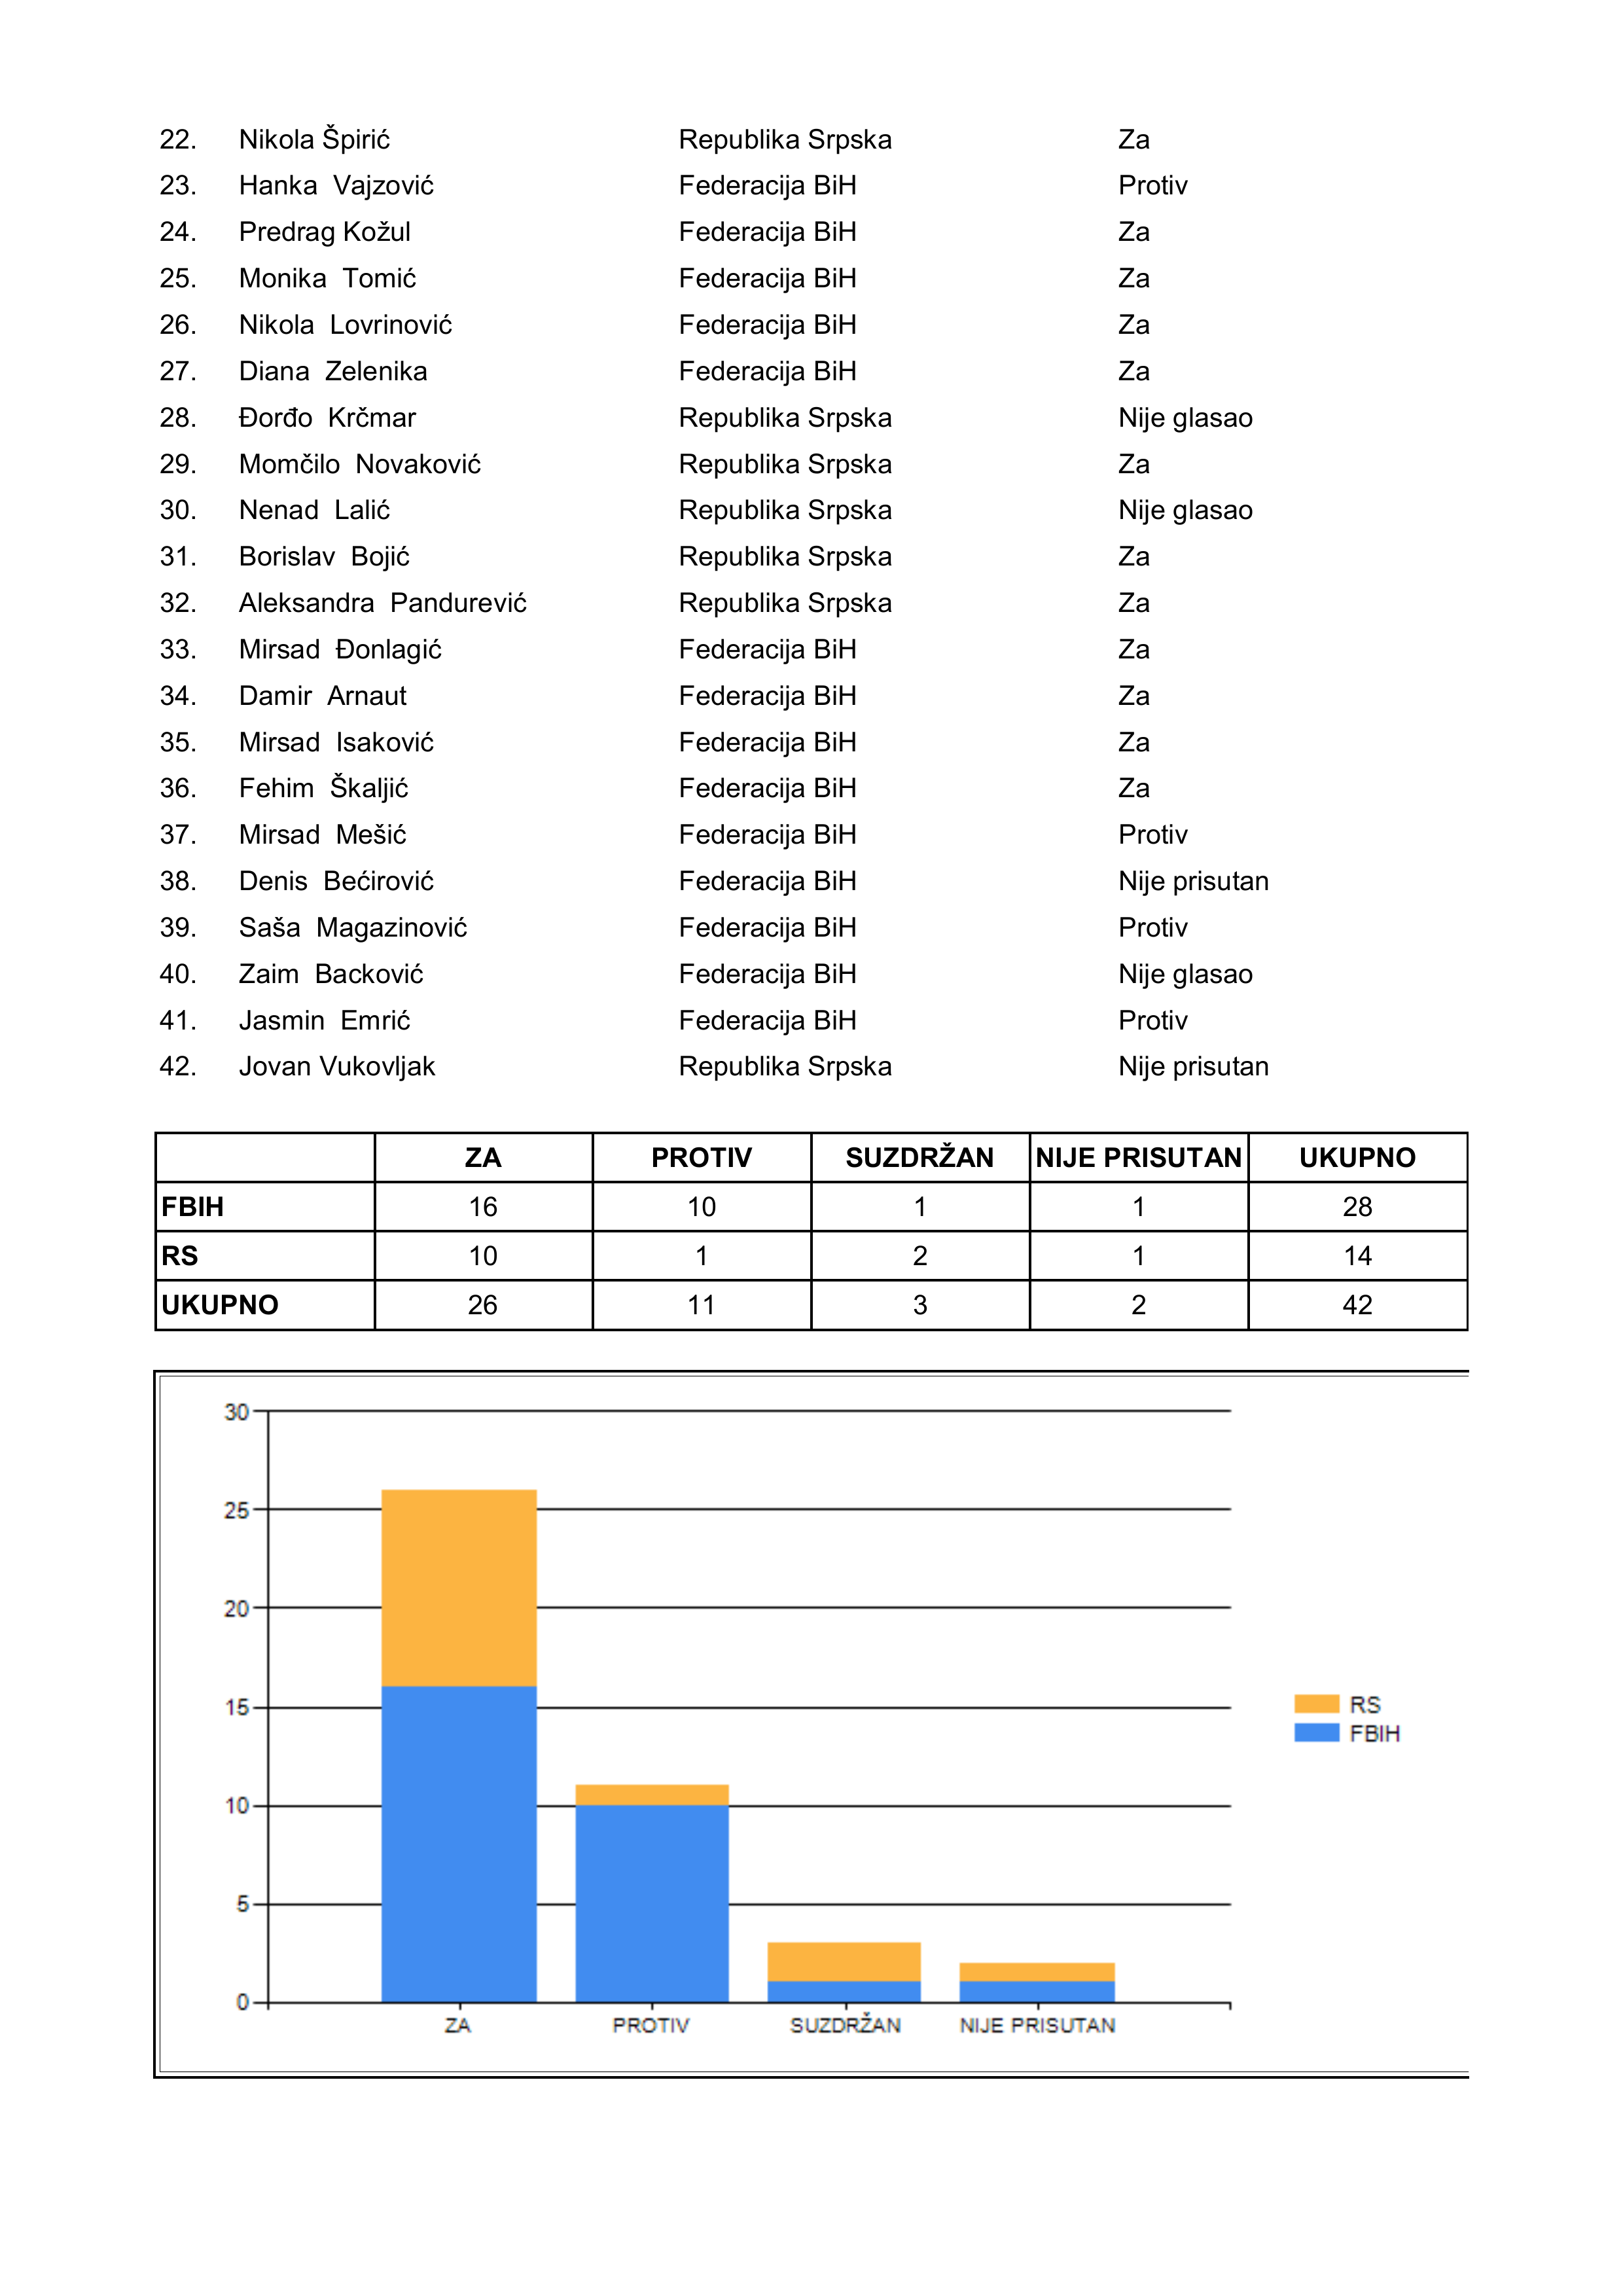 22. Nikola Špirić Republika Srpska Za
23. Hanka Vajzović Federacija BiH Protiv
24. Predrag Kožul Federacija BiH Za
25. Monika Tomić Federacija BiH Za
26. Nikola Lovrinović Federacija BiH Za
27. Diana Zelenika Federacija BiH Za
28. Đorđo Krčmar Republika Srpska Nije glasao
29. Momčilo Novaković Republika Srpska Za
30. Nenad Lalić Republika Srpska Nije glasao
31. Borislav Bojić Republika Srpska Za
32. Aleksandra Pandurević Republika Srpska Za
33. Mirsad Đonlagić Federacija BiH Za
34. Damir Arnaut Federacija BiH Za
35. Mirsad Isaković Federacija BiH Za
36. Fehim Škaljić Federacija BiH Za
37. Mirsad Mešić Federacija BiH Protiv
38. Denis Bećirović Federacija BiH Nije prisutan
39. Saša Magazinović Federacija BiH Protiv
40. Zaim Backović Federacija BiH Nije glasao
41. Jasmin Emrić Federacija BiH Protiv
42. Jovan Vukovljak Republika Srpska Nije prisutan
ZA PROTIV SUZDRŽAN NIJE PRISUTAN UKUPNO
FBIH 16 10 1 1 28
RS 10 1 2 1 14
UKUPNO 26 11 3 2 42
30
25
20
15
10
5
0
ZA PROTIV SUZDRŽAN NIJE PRISUTAN
RS
FBIH